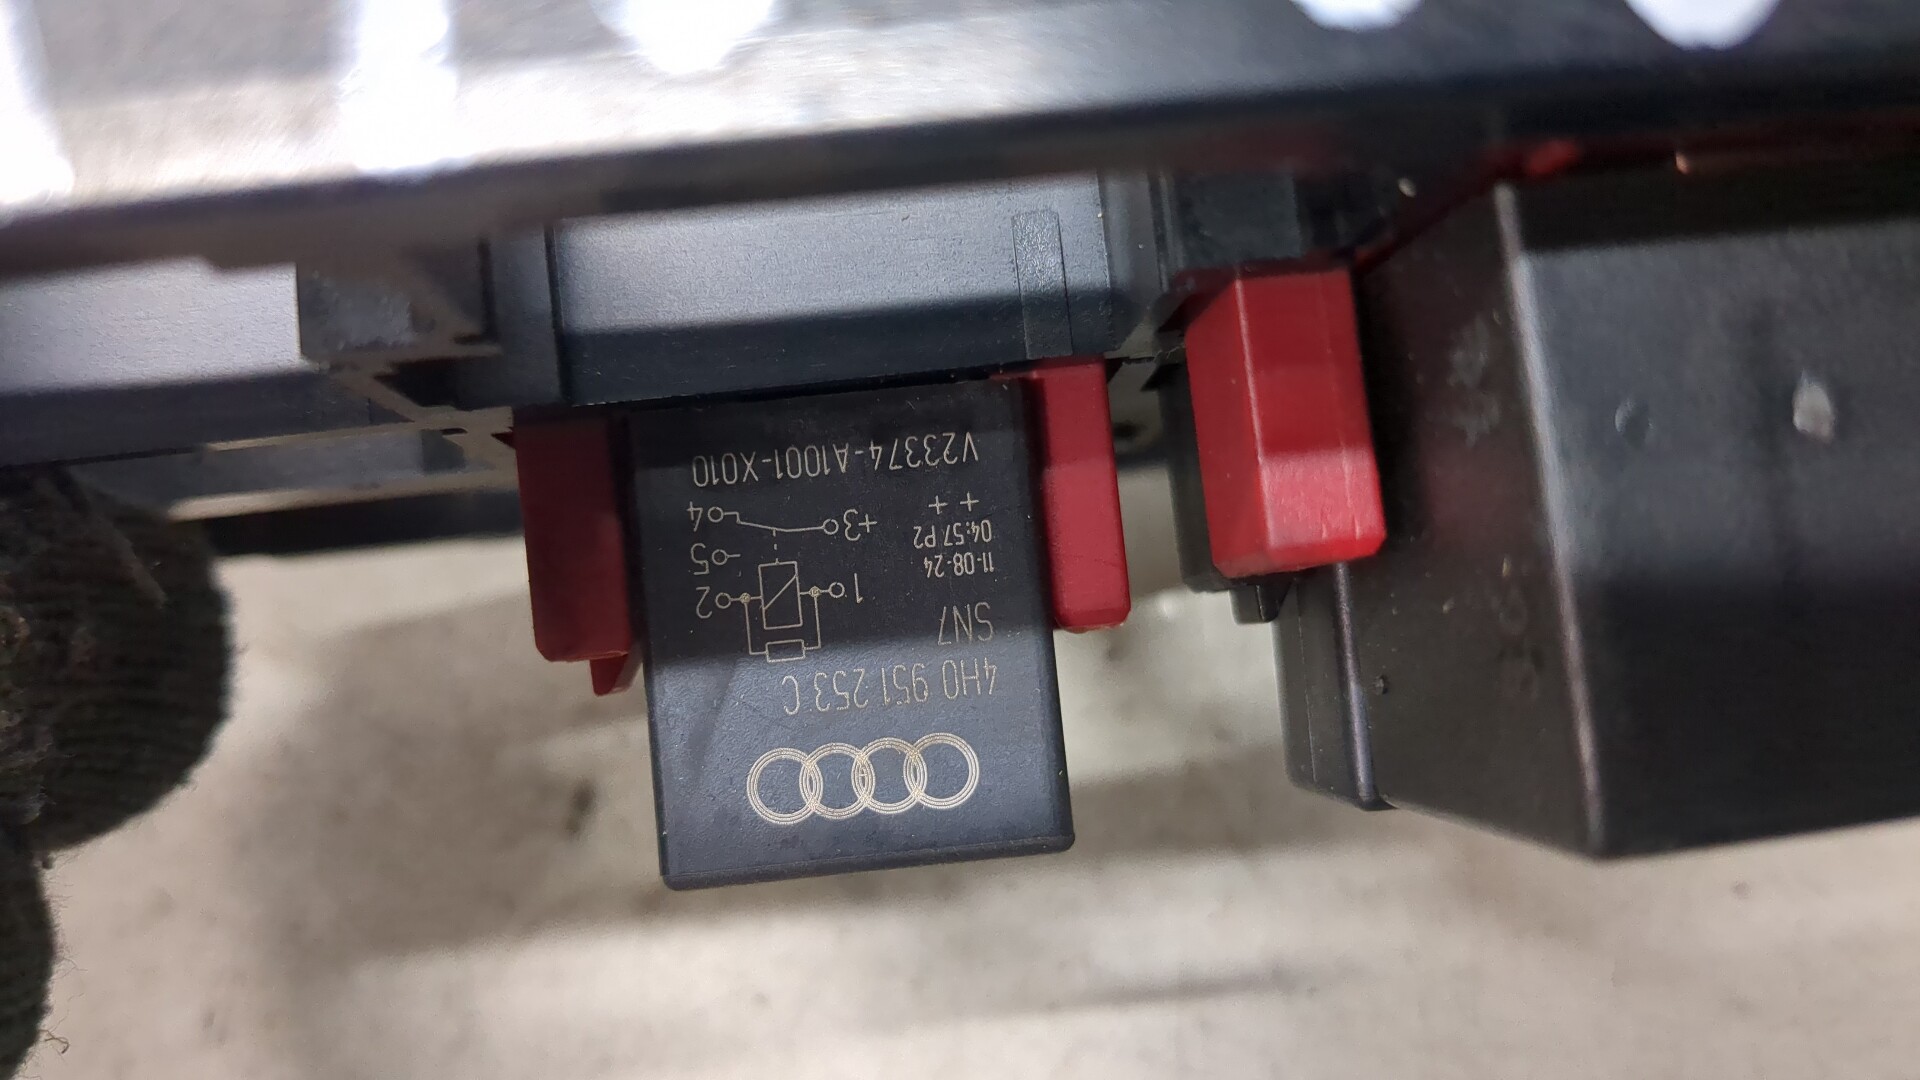 4H0 951 253 C
SN7
11-08-24
04:57 P2
+ +
1
2
5
+3
4
V23374-A1001-X010